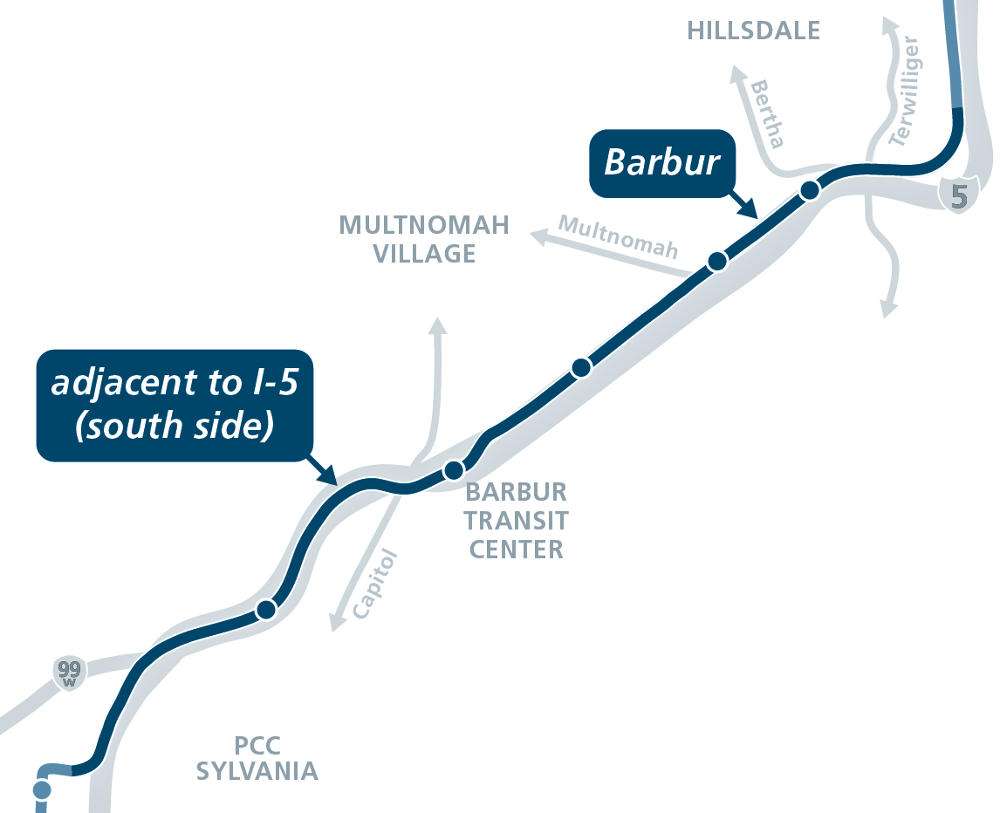 HILLSDALE
Terwilliger
Bertha
Barbur
5
MULTNOMAH
VILLAGE
Multnomah
adjacent to I-5
(south side)
BARBUR
TRANSIT
CENTER
Capitol
99
W
PCC
SYLVANIA